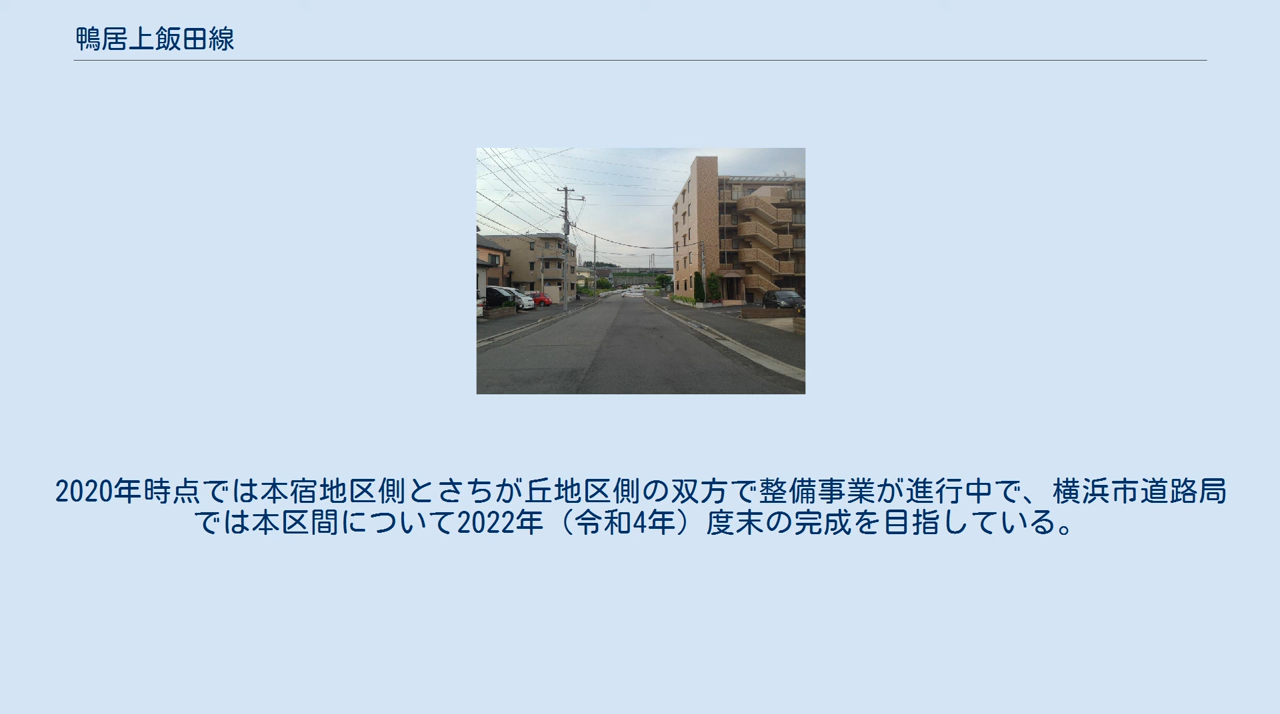 鴨居上飯田線
2020年時点では本宿地区側とさちが丘地区側の双方で整備事業が進行中で、横浜市道路局
では本区間について2022年（令和4年）度末の完成を目指している。